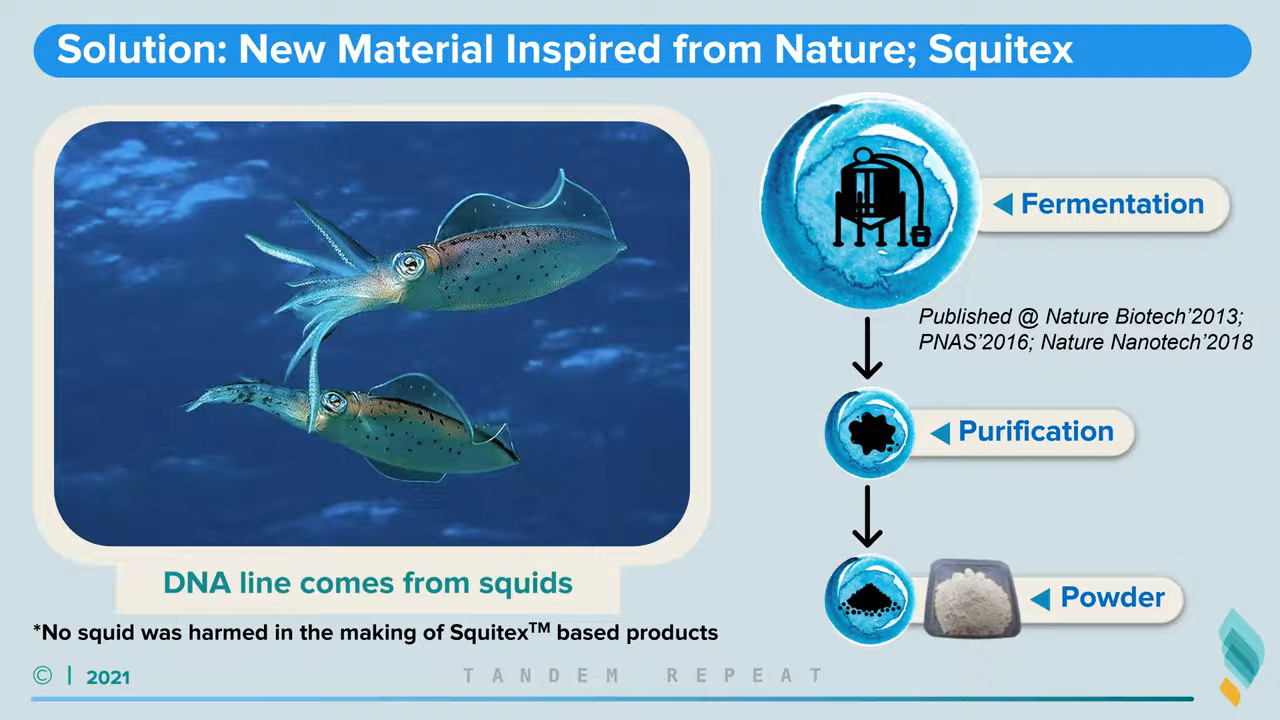 Solution: New Material Inspired from Nature; Squitex
Fermentation
Published @ Nature Biotech’2013;
PNAS’2016; Nature Nanotech’2018
Purification
Powder
DNA line comes from squids
*No squid was harmed in the making of Squitex™ based products
© | 2021
TANDEM REPEAT